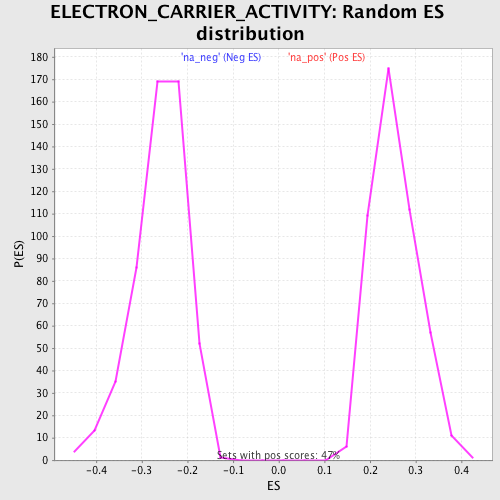 ELECTRON_CARRIER_ACTIVITY: Random ES
distribution
'na_neg' (Neg ES) 'na_pos' (Pos ES)
180
170
160
150
140
130
120
110
100
90
80
70
60
50
40
30
20
10
0
P(ES)
Sets with pos scores: 47%
-0.4 -0.3 -0.2 -0.1 0.0 0.1 0.2 0.3 0.4
ES